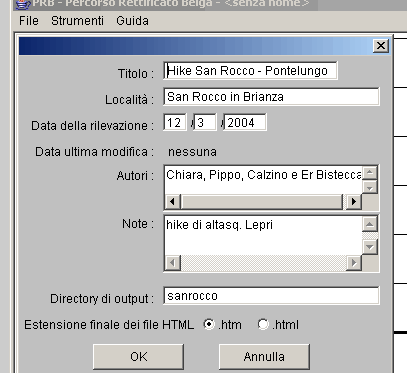 PRB - Percorso Rettificato Belga - <senza nome>
File Strumenti Guida
Titolo : Hike San Rocco - Pontelungo
Località : San Rocco in Brianza
Data della rilevazione : 12 / 3 / 2004
Data ultima modifica : nessuna
Autori : Chiara, Pippo, Calzino e Er Bistecca
Note : hike di altasq. Lepri
Directory di output : sanrocco
Estensione finale dei file HTML .htm .html
OK Annulla